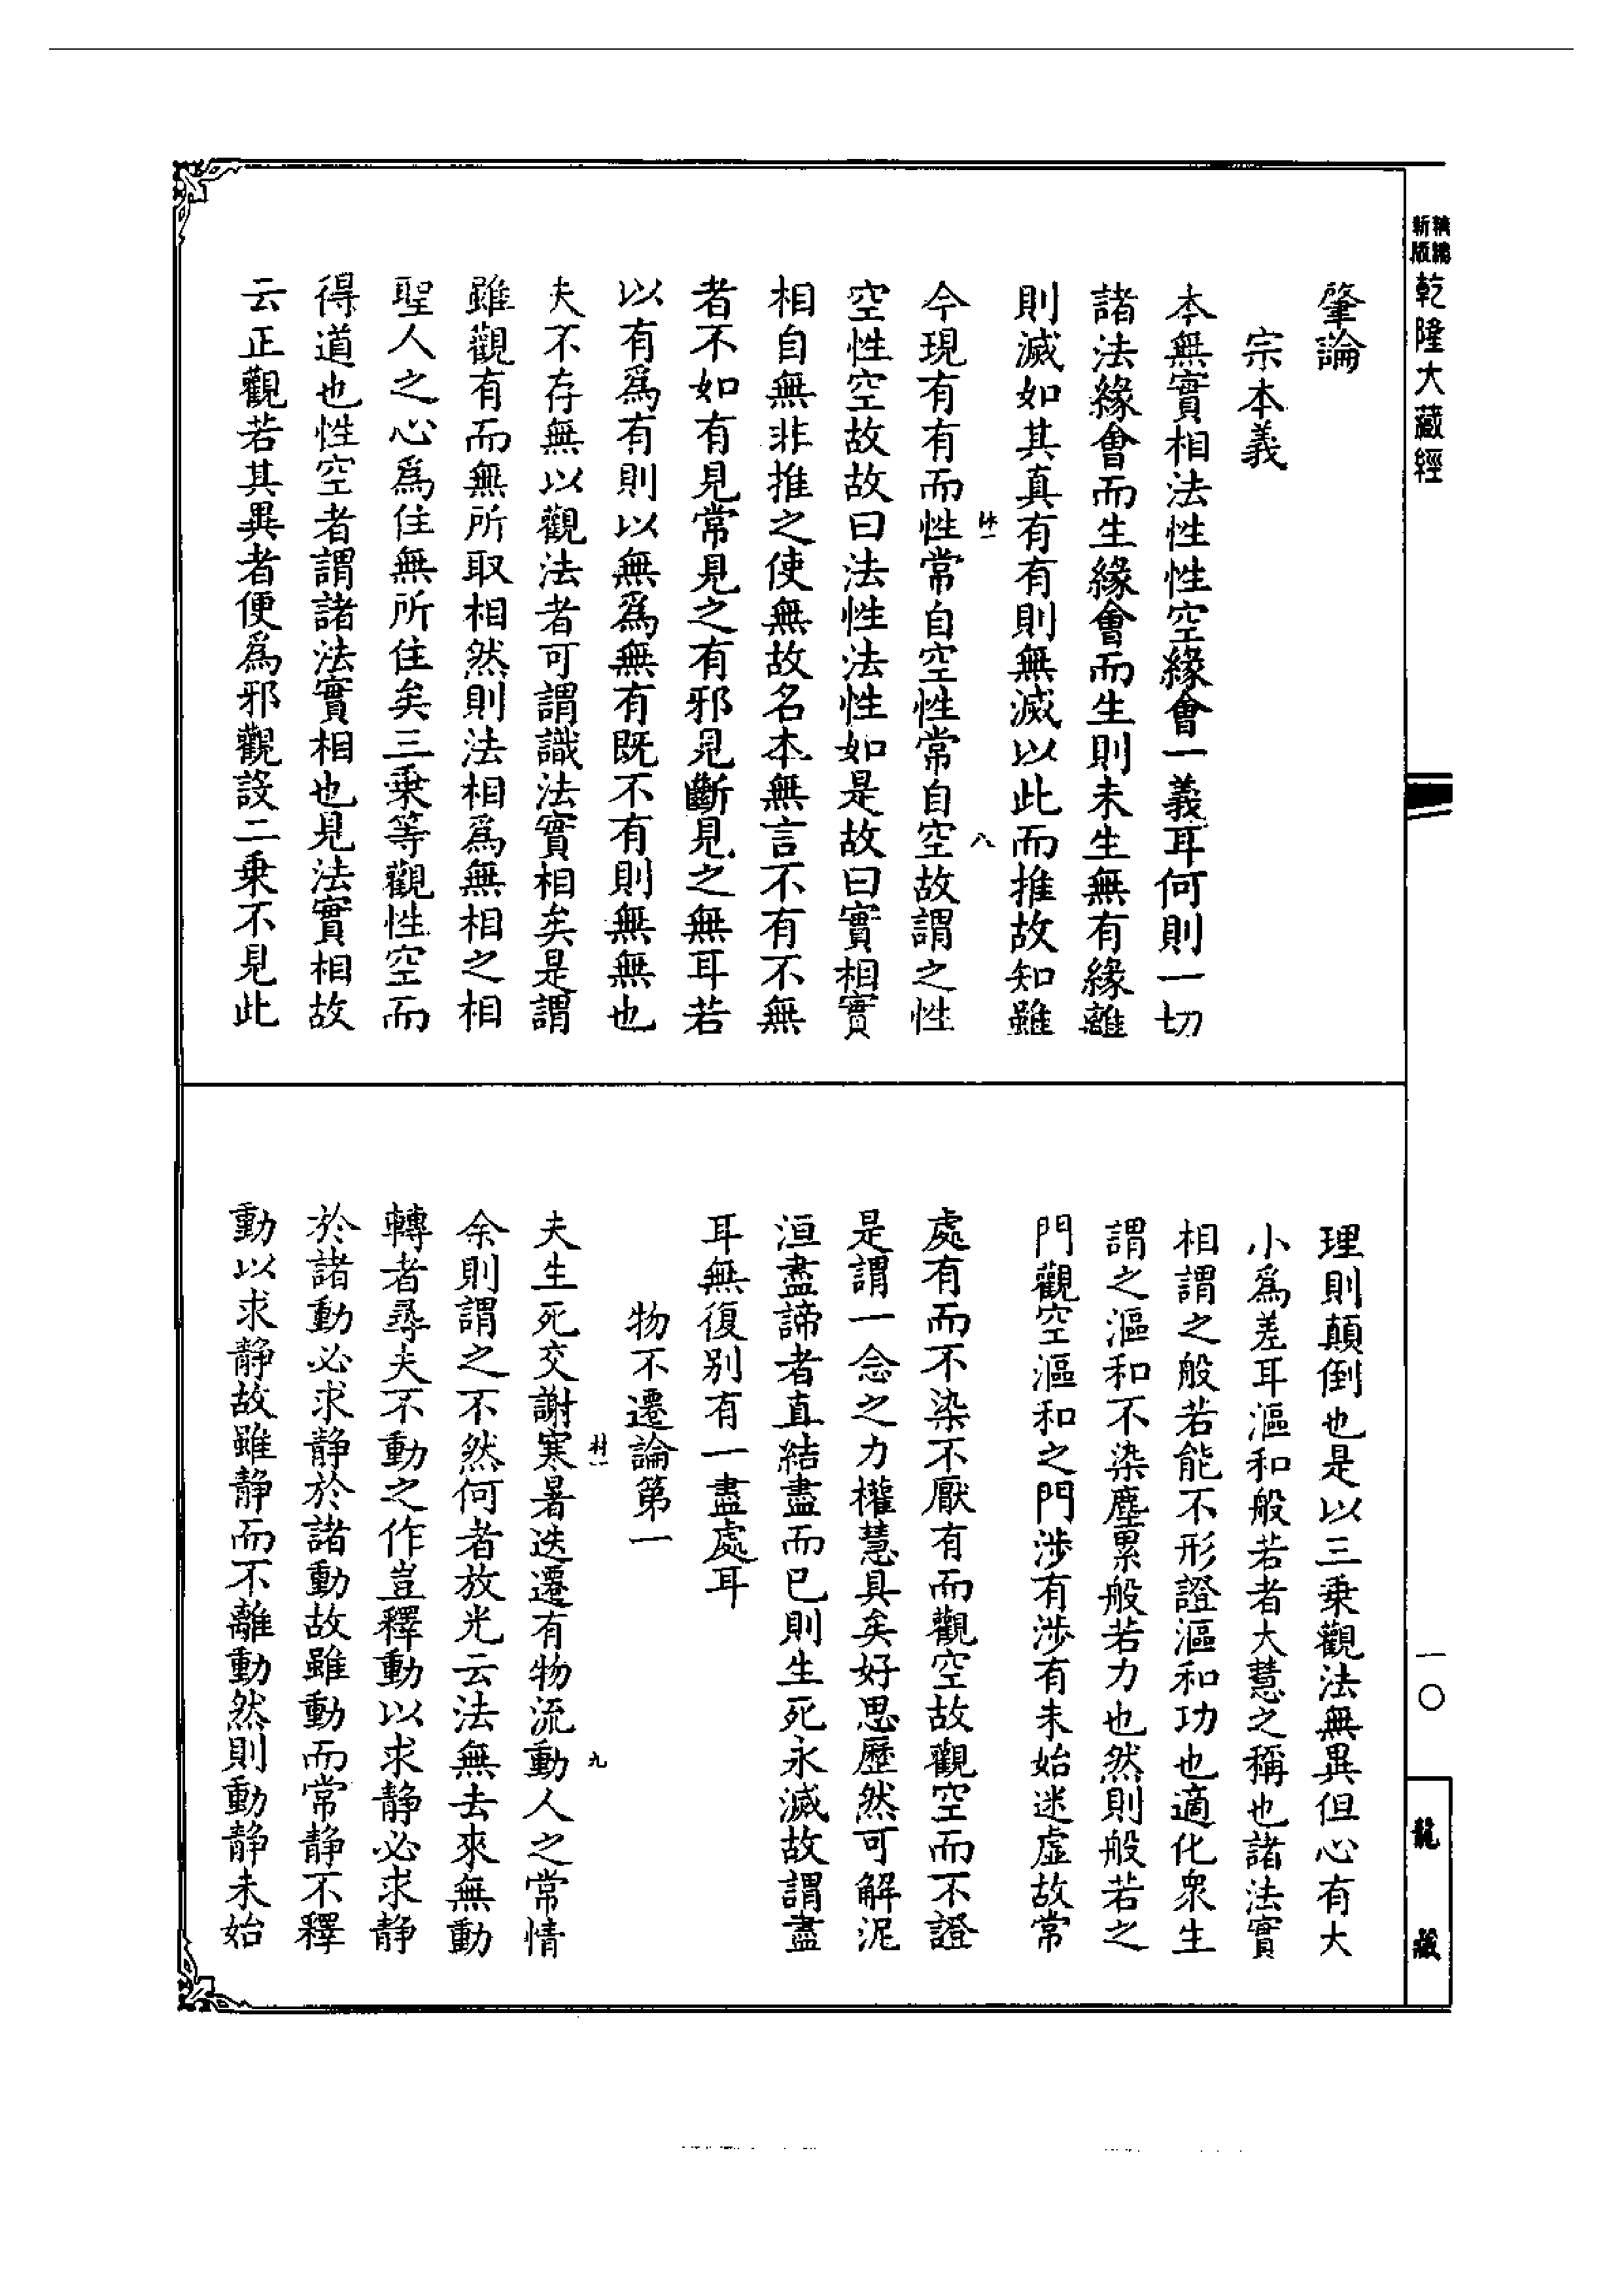 精編
新版
乾隆大藏經
肇論
宗本義
本無實相法性性空緣會一義耳何則一切
諸法緣會而生緣會而生則未生無有緣離
則滅如其真有有則無滅以此而推故知雖
今現有有而性常自空性常自空故謂之性
八
空性空故故曰法性法性如是故曰實相實
相自無非推之使無故名本無言不有不無
者不如有見常見之有邪見斷見之無耳若
以有爲有則以無爲無有既不有則無無也
夫不存無以觀法者可謂識法實相矣是謂
雖觀有而無所取相然則法相爲無相之相
聖人之心爲住無所住矣三乘等觀性空而
得道也性空者謂諸法實相也見法實相故
云正觀若其異者便爲邪觀設二乘不見此
理則顛倒也是以三乘觀法無異但心有大
小爲差耳漚和般若者大慧之稱也諸法實
相謂之般若能不形證漚和功也適化衆生
謂之漚和不染塵累般若力也然則般若之
門觀空漚和之門涉有涉有未始迷虛故常
處有而不染不厭有而觀空故觀空而不證
是謂一念之力權慧具矣好思歷然可解泥
洹盡諦者直結盡而已則生死永滅故謂盡
耳無復別有一盡處耳
物不遷論第一
九
夫生死交謝寒暑迭遷有物流動人之常情
余則謂之不然何者放光云法無去來無動
轉者尋夫不動之作豈釋動以求靜必求靜
於諸動必求靜於諸動故雖動而常靜不釋
動以求靜故雖靜而不離動然則動靜未始
一〇
龍藏